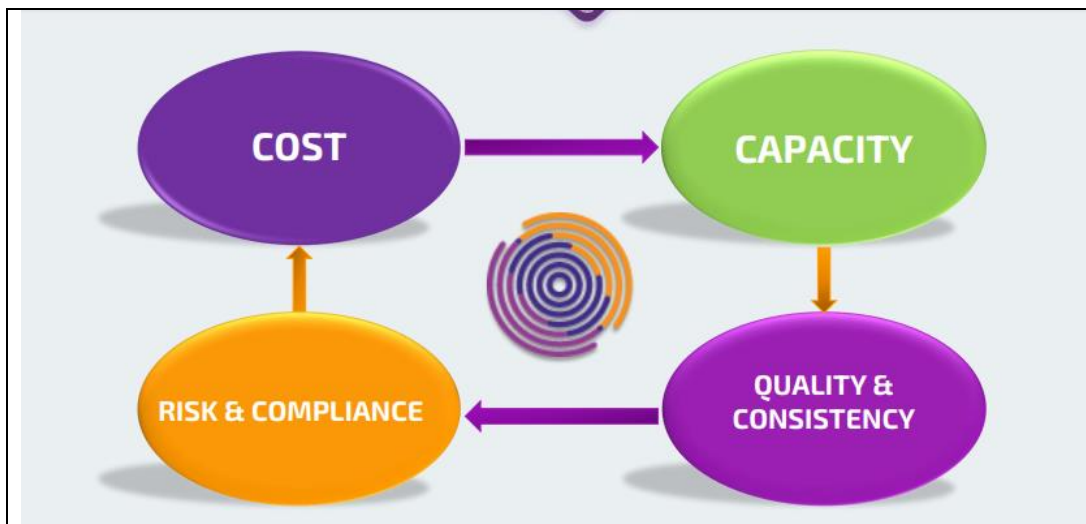 COST
CAPACITY
RISK & COMPLIANCE
QUALITY &
CONSISTENCY